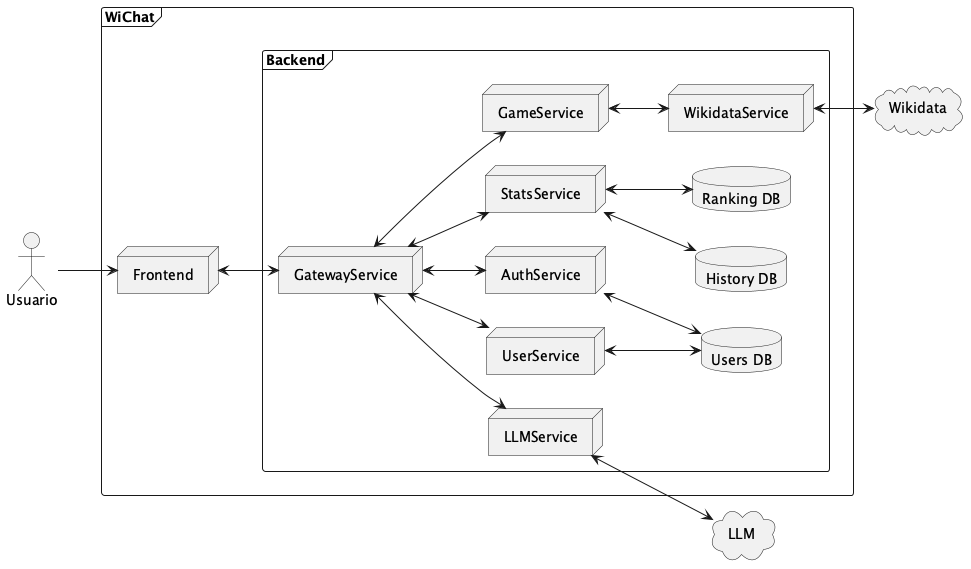 WiChat
Backend
GameService
WikidataService
Wikidata
StatsService
Ranking DB
Usuario
Frontend
GatewayService
AuthService
History DB
UserService
Users DB
LLMService
LLM